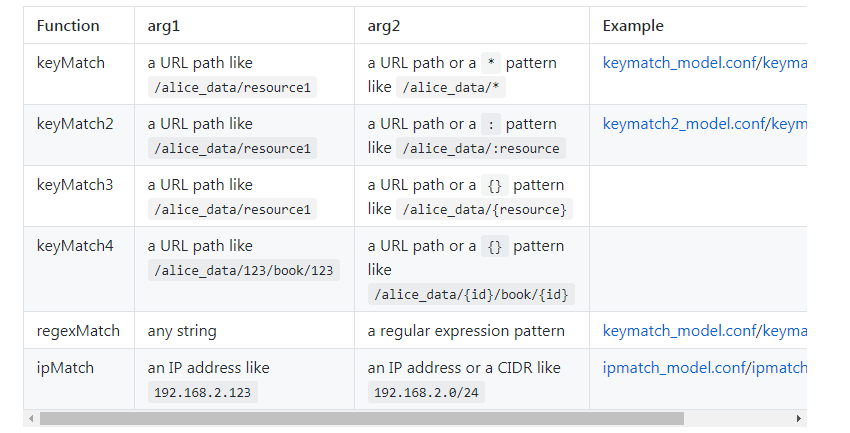 Function arg1 arg2 Example
keyMatch a URL path like a URL path or a * pattern keymatch_model.conf/keyma
/alice_data/resource1 like /alice_data/*
keyMatch2 a URL path like a URL path or a : pattern keymatch2_model.conf/keym
/alice_data/resource1 like /alice_data/:resource
keyMatch3 a URL path like a URL path or a {} pattern
/alice_data/resource1 like /alice_data/{resource}
keyMatch4 a URL path like a URL path or a {} pattern
/alice_data/123/book/123 like
/alice_data/{id}/book/{id}
regexMatch any string a regular expression pattern keymatch_model.conf/keyma
ipMatch an IP address like an IP address or a CIDR like ipmatch_model.conf/ipmatch
192.168.2.123 192.168.2.0/24